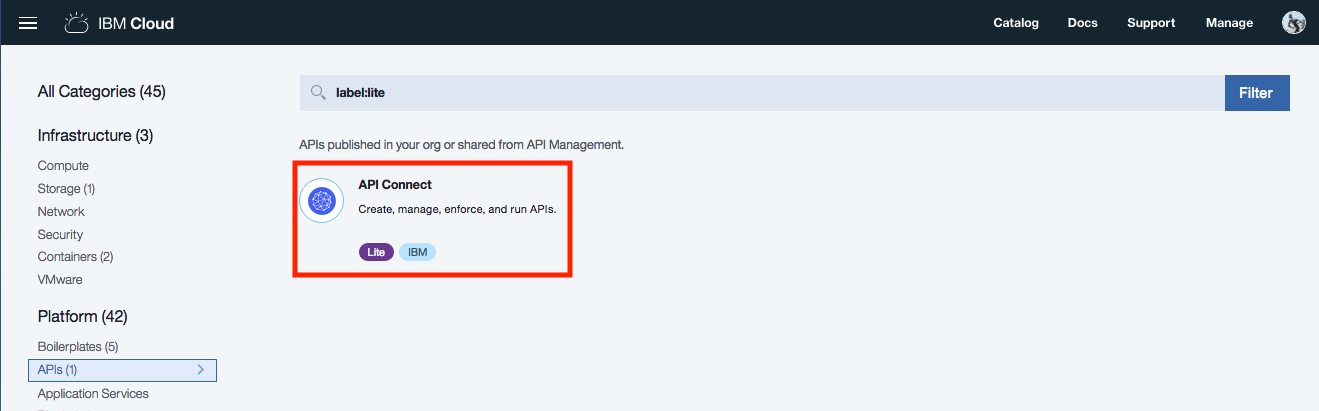 IBM Cloud
Catalog
Docs
Support
Manage
All Categories (45)
Infrastructure (3)
Compute
Storage (1)
Network
Security
Containers (2)
VMware
Platform (42)
Boilerplates (5)
APIs (1)
Application Services
label:lite
Filter
APIs published in your org or shared from API Management.
API Connect
Create, manage, enforce, and run APIs.
Lite
IBM